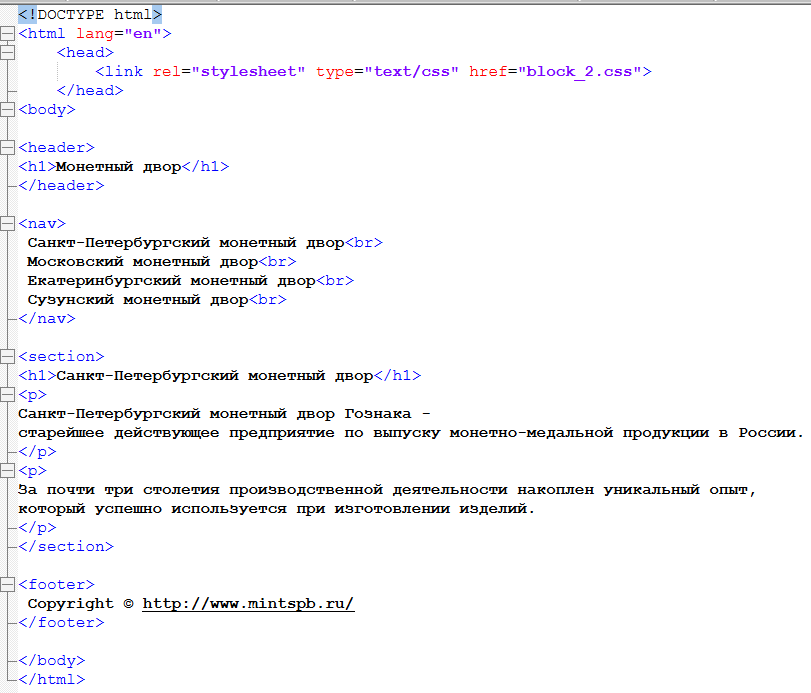 <!DOCTYPE html>
<html lang="en">
<head>
<link rel="stylesheet" type="text/css" href="block_2.css">
</head>
<body>
<header>
<h1>Монетный двор</h1>
</header>
<nav>
Санкт-Петербургский монетный двор<br>
Московский монетный двор<br>
Екатеринбургский монетный двор<br>
Сузунский монетный двор<br>
</nav>
<section>
<h1>Санкт-Петербургский монетный двор</h1>
<p>
Санкт-Петербургский монетный двор Гознака -
старейшее действующее предприятие по выпуску монетно-медальной продукции в России.
</p>
<p>
За почти три столетия производственной деятельности накоплен уникальный опыт,
который успешно используется при изготовлении изделий.
</p>
</section>
<footer>
Copyright © http://www.mintspb.ru/
</footer>
</body>
</html>